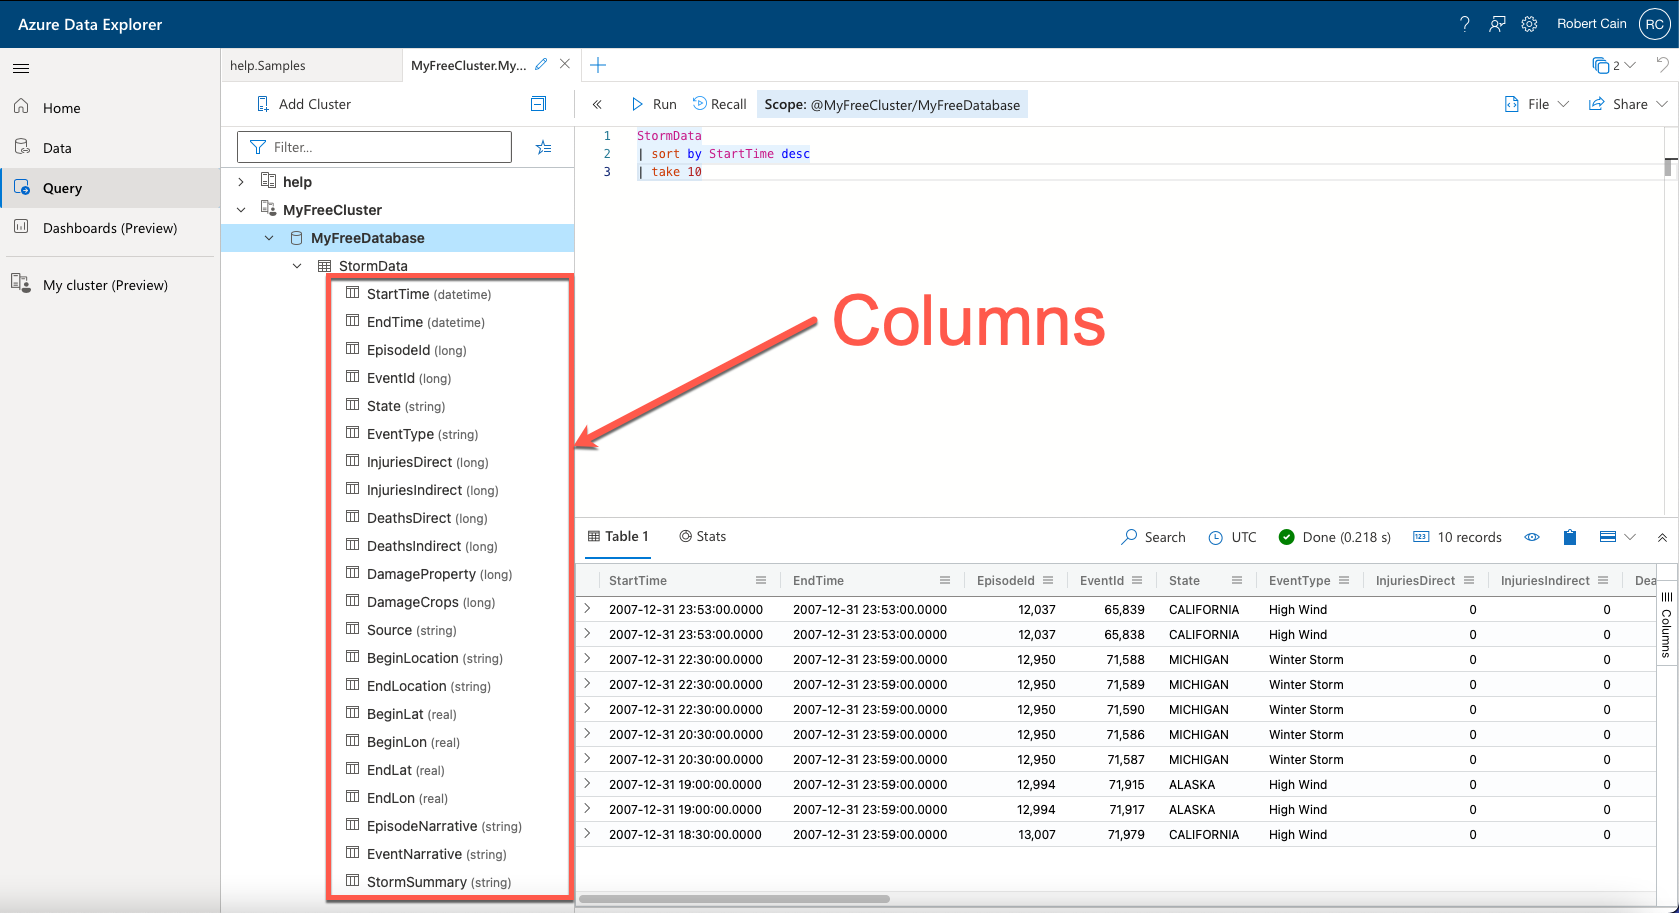 Azure Data Explorer
? Robert Cain RC
help.Samples
MyFreeCluster.My...
2
Home
Data
Query
Dashboards (Preview)
My cluster (Preview)
Add Cluster
Filter...
help
MyFreeCluster
MyFreeDatabase
StormData
StartTime (datetime)
EndTime (datetime)
EpisodeId (long)
EventId (long)
State (string)
EventType (string)
InjuriesDirect (long)
InjuriesIndirect (long)
DeathsDirect (long)
DeathsIndirect (long)
DamageProperty (long)
DamageCrops (long)
Source (string)
BeginLocation (string)
EndLocation (string)
BeginLat (real)
BeginLon (real)
EndLat (real)
EndLon (real)
EpisodeNarrative (string)
EventNarrative (string)
StormSummary (string)
Run Recall Scope: @MyFreeCluster/MyFreeDatabase File Share
1 StormData
2 | sort by StartTime desc
3 | take 10
Columns
Table 1 Stats Search UTC Done (0.218 s) 123 10 records
StartTime EndTime EpisodeId EventId State EventType InjuriesDirect InjuriesIndirect Dea
2007-12-31 23:53:00.0000 2007-12-31 23:53:00.0000 12,037 65,839 CALIFORNIA High Wind 0 0
2007-12-31 23:53:00.0000 2007-12-31 23:53:00.0000 12,037 65,838 CALIFORNIA High Wind 0 0
2007-12-31 22:30:00.0000 2007-12-31 23:59:00.0000 12,950 71,588 MICHIGAN Winter Storm 0 0
2007-12-31 22:30:00.0000 2007-12-31 23:59:00.0000 12,950 71,589 MICHIGAN Winter Storm 0 0
2007-12-31 22:30:00.0000 2007-12-31 23:59:00.0000 12,950 71,590 MICHIGAN Winter Storm 0 0
2007-12-31 20:30:00.0000 2007-12-31 23:59:00.0000 12,950 71,586 MICHIGAN Winter Storm 0 0
2007-12-31 20:30:00.0000 2007-12-31 23:59:00.0000 12,950 71,587 MICHIGAN Winter Storm 0 0
2007-12-31 19:00:00.0000 2007-12-31 23:59:00.0000 12,994 71,915 ALASKA High Wind 0 0
2007-12-31 19:00:00.0000 2007-12-31 23:59:00.0000 12,994 71,917 ALASKA High Wind 0 0
2007-12-31 18:30:00.0000 2007-12-31 23:59:00.0000 13,007 71,979 CALIFORNIA High Wind 0 0
Columns